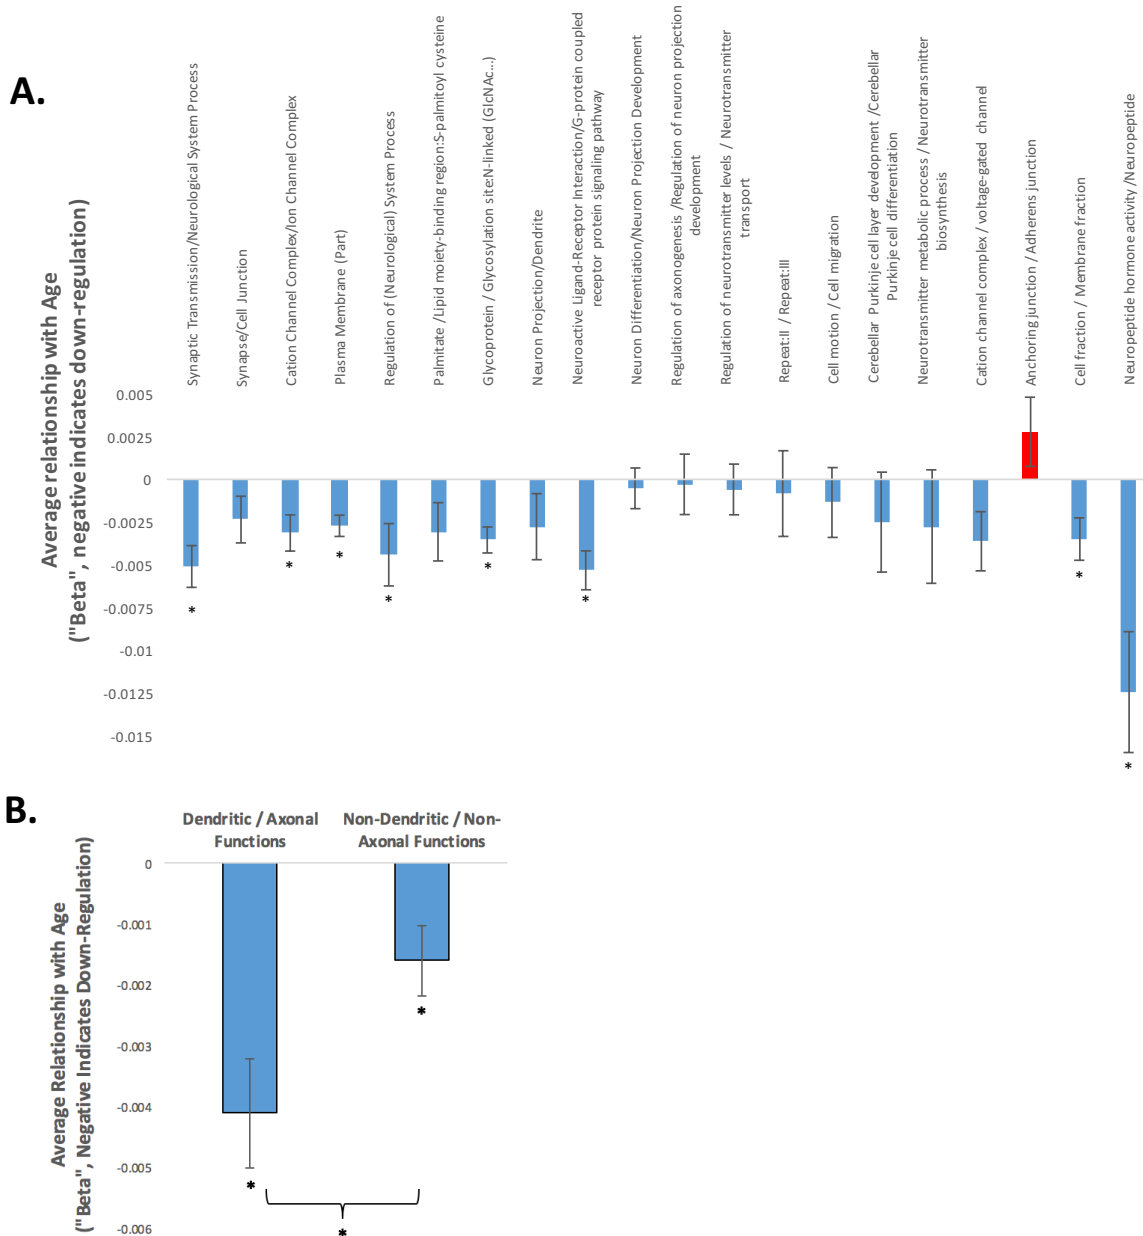 A.
Synaptic Transmission/Neurological System Process
Synapse/Cell Junction
Cation Channel Complex/Ion Channel Complex
Plasma Membrane (Part)
Regulation of (Neurological) System Process
Palmitate /Lipid moiety-binding region:S-palmitoyl cysteine
Glycoprotein / Glycosylation site:N-linked (GlcNAc...)
Neuron Projection/Dendrite
Neuroactive Ligand-Receptor Interaction/G-protein coupled
receptor protein signaling pathway
Neuron Differentiation/Neuron Projection Development
Regulation of axonogenesis /Regulation of neuron projection
development
Regulation of neurotransmitter levels / Neurotransmitter
transport
Repeat:II / Repeat:III
Cell motion / Cell migration
Cerebellar Purkinje cell layer development /Cerebellar
Purkinje cell differentiation
Neurotransmitter metabolic process / Neurotransmitter
biosynthesis
Cation channel complex / voltage-gated channel
Anchoring junction / Adherens junction
Cell fraction / Membrane fraction
Neuropeptide hormone activity /Neuropeptide
Average relationship with Age
("Beta", negative indicates down-regulation)
0.005
0.0025
0
-0.0025
-0.005
-0.0075
-0.01
-0.0125
-0.015
*
*
*
*
*
*
*
*
B.
Dendritic / Axonal
Functions
Non-Dendritic / Non-
Axonal Functions
Average Relationship with Age
("Beta", Negative Indicates Down-Regulation)
0
-0.001
-0.002
-0.003
-0.004
-0.005
-0.006
*
*
*